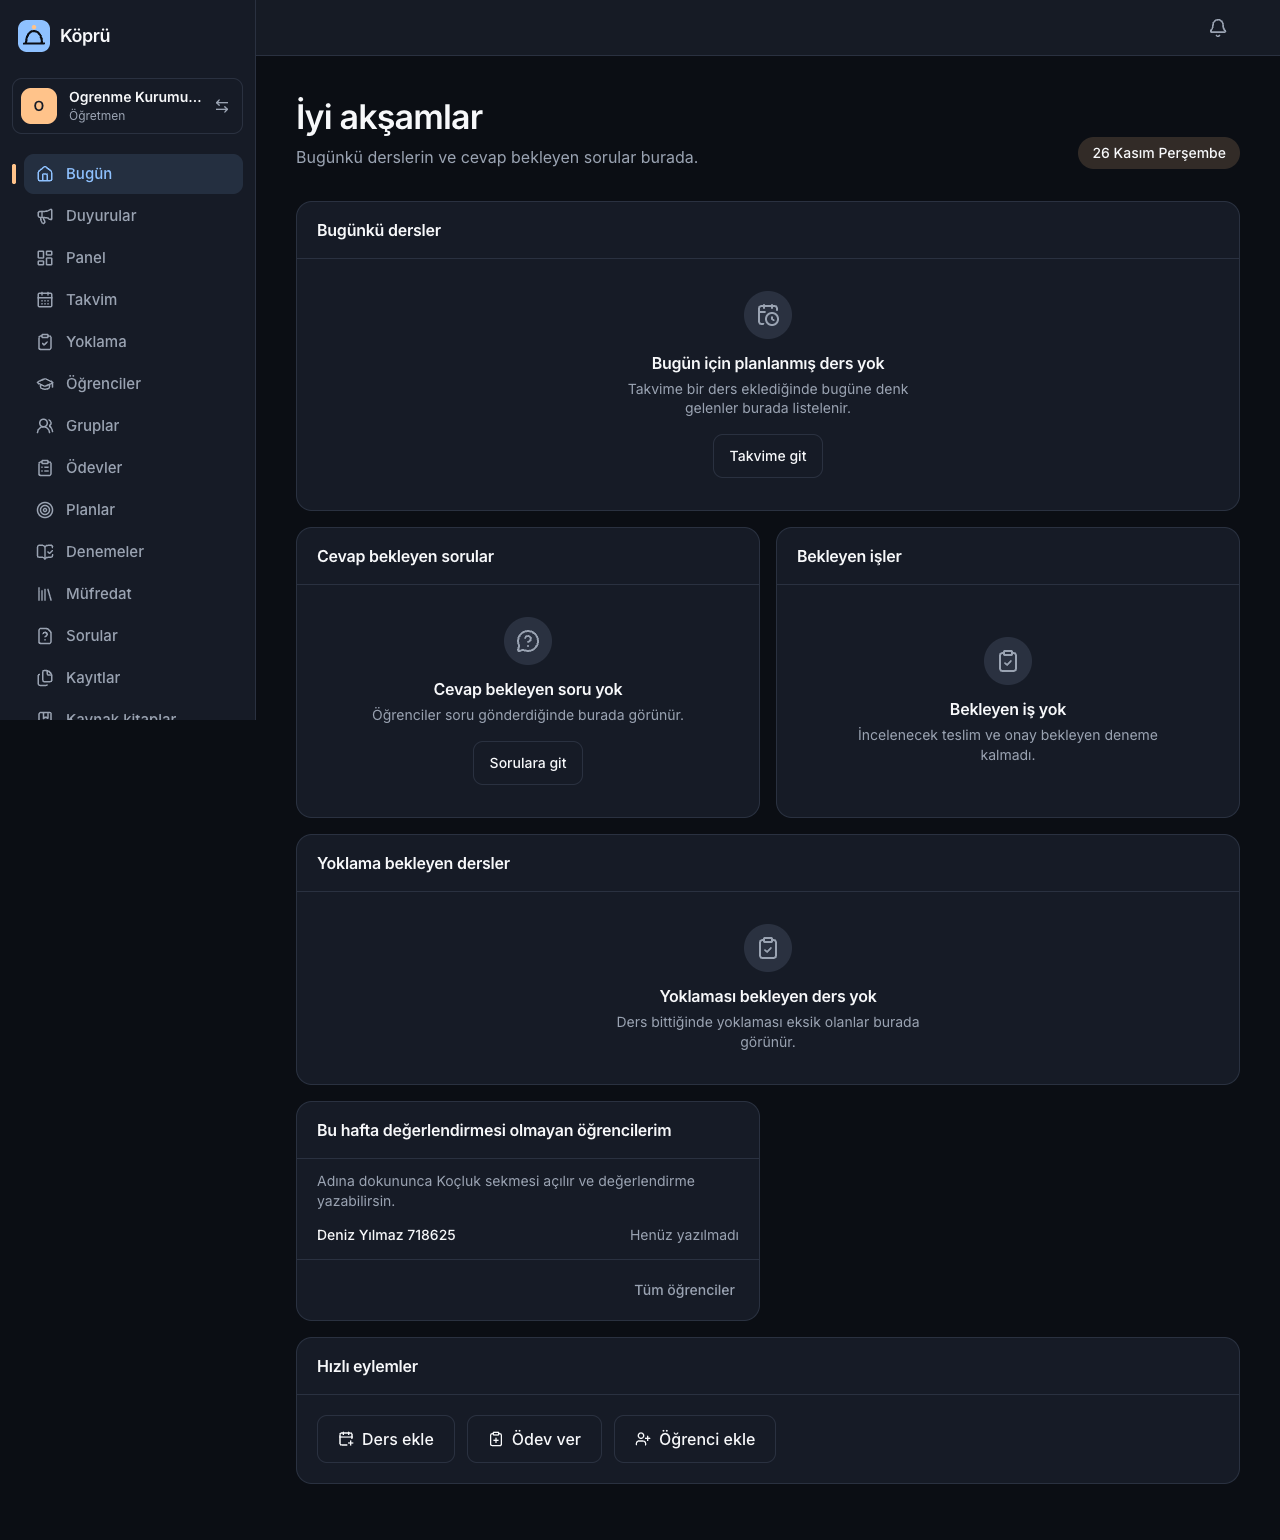 Köprü
O
Ogrenme Kurumu...
Öğretmen
Bugün
Duyurular
Panel
Takvim
Yoklama
Öğrenciler
Gruplar
Ödevler
Planlar
Denemeler
Müfredat
Sorular
Kayıtlar
Kaynak kitaplar
İyi akşamlar
Bugünkü derslerin ve cevap bekleyen sorular burada.
26 Kasım Perşembe
Bugünkü dersler
Bugün için planlanmış ders yok
Takvime bir ders eklediğinde bugüne denk
gelenler burada listelenir.
Takvime git
Cevap bekleyen sorular
Cevap bekleyen soru yok
Öğrenciler soru gönderdiğinde burada görünür.
Sorulara git
Bekleyen işler
Bekleyen iş yok
İncelenecek teslim ve onay bekleyen deneme
kalmadı.
Yoklama bekleyen dersler
Yoklaması bekleyen ders yok
Ders bittiğinde yoklaması eksik olanlar burada
görünür.
Bu hafta değerlendirmesi olmayan öğrencilerim
Adına dokununca Koçluk sekmesi açılır ve değerlendirme
yazabilirsin.
Deniz Yılmaz 718625
Henüz yazılmadı
Tüm öğrenciler
Hızlı eylemler
Ders ekle
Ödev ver
Öğrenci ekle